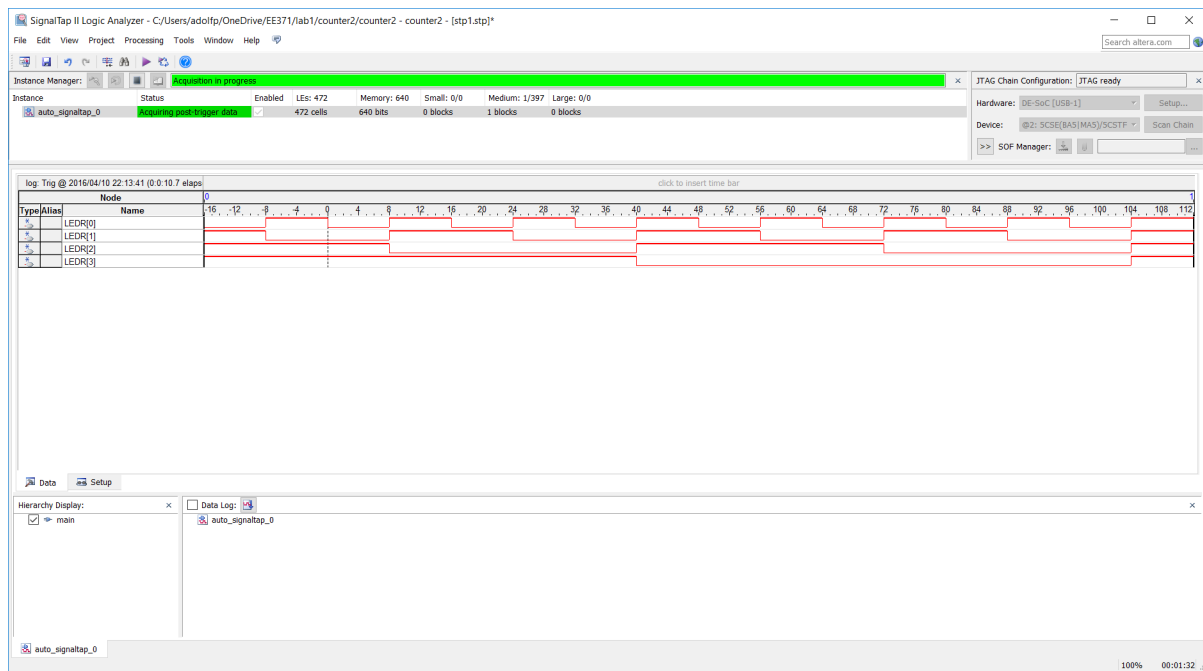 SignalTap II Logic Analyzer - C:/Users/adolfp/OneDrive/EE371/lab1/counter2/counter2 - counter2 - [stp1.stp]*
File Edit View Project Processing Tools Window Help
Search altera.com
Instance Manager: Acquisition in progress
JTAG Chain Configuration: JTAG ready
Instance Status Enabled LEs: 472 Memory: 640 Small: 0/0 Medium: 1/397 Large: 0/0
auto_signaltap_0 Acquiring post-trigger data 472 cells 640 bits 0 blocks 1 blocks 0 blocks
Hardware: DE-SoC [USB-1] Setup...
Device: @2: 5CSE(BA5|MA5)/5CSTF Scan Chain
>> SOF Manager: ...
log: Trig @ 2016/04/10 22:13:41 (0:0:10.7 elaps
click to insert time bar
Node 0 1
Type Alias Name -16 -12 -8 -4 0 4 8 12 16 20 24 28 32 36 40 44 48 52 56 60 64 68 72 76 80 84 88 92 96 100 104 108 112
LEDR[0]
LEDR[1]
LEDR[2]
LEDR[3]
Data Setup
Hierarchy Display:
main
Data Log:
auto_signaltap_0
auto_signaltap_0
100% 00:01:32